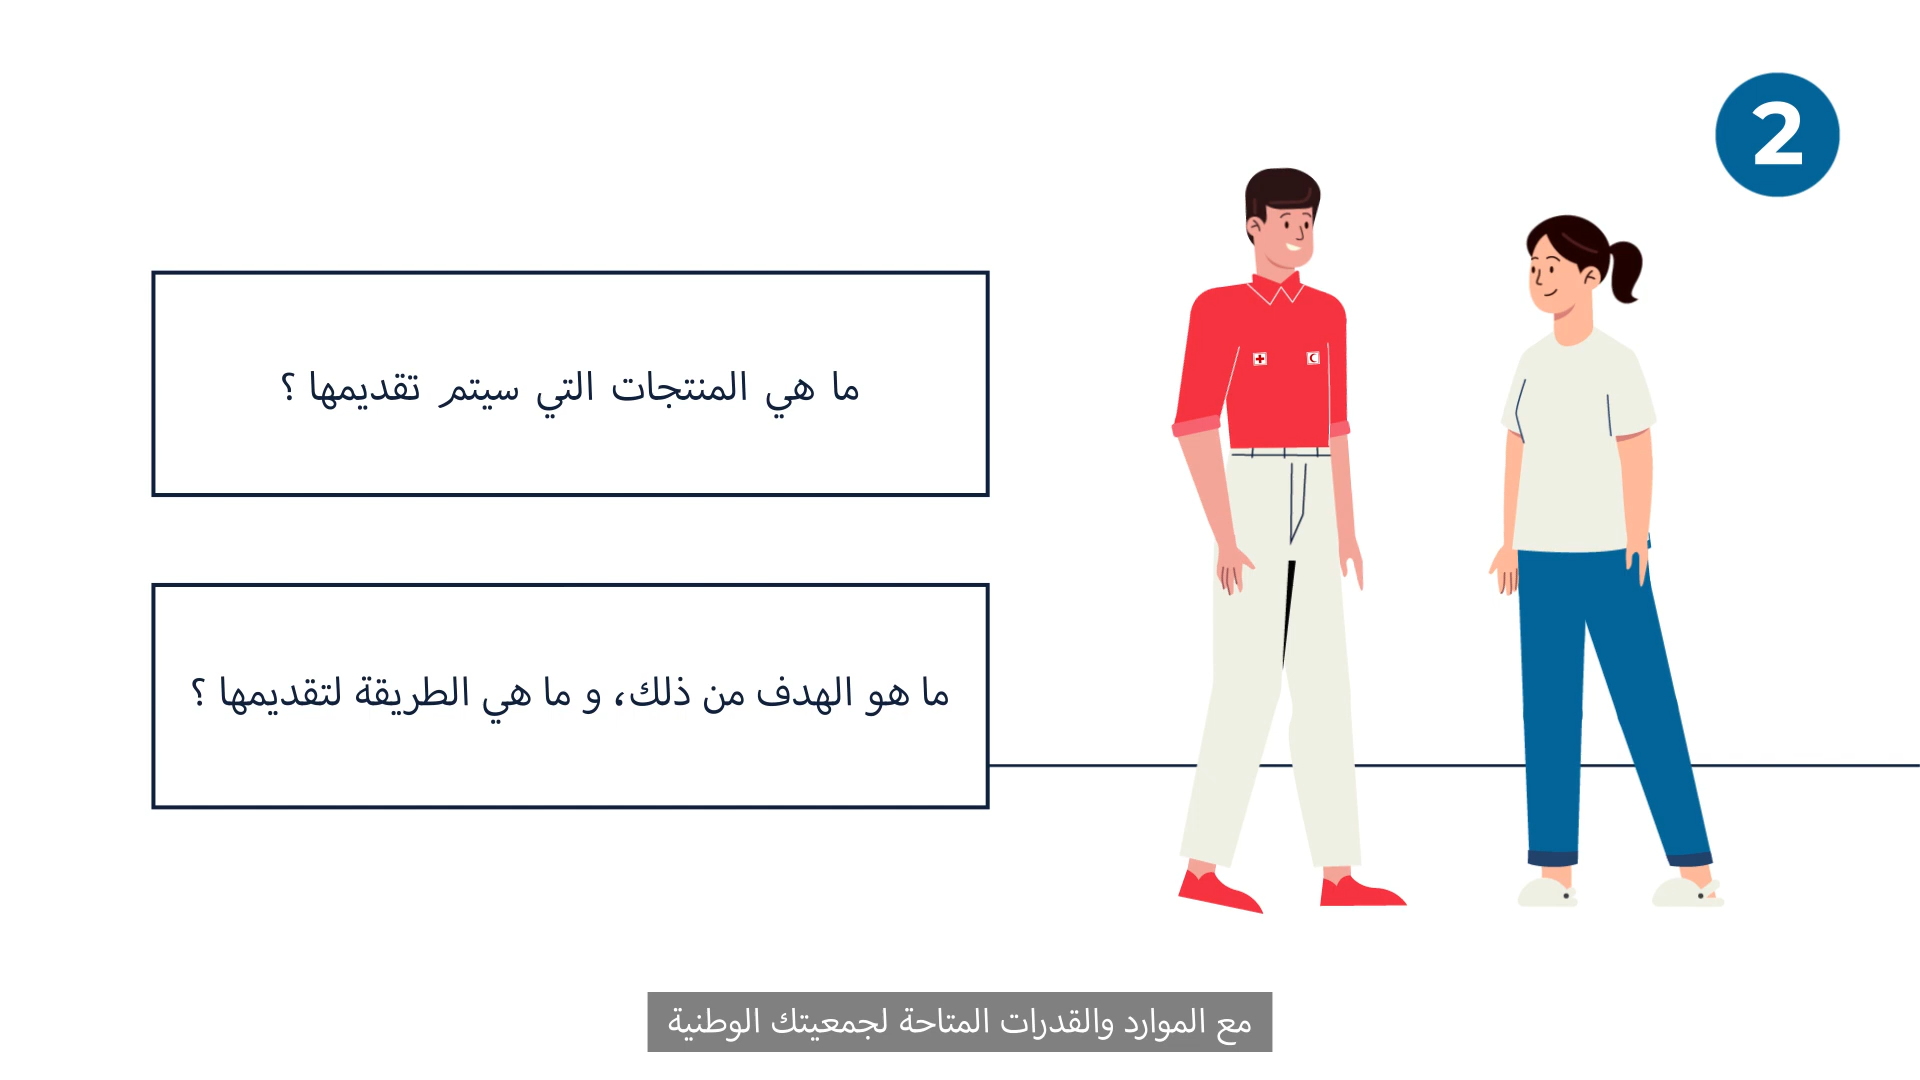 2
ما هي المنتجات التي سيتم تقديمها ؟
ما هو الهدف من ذلك، و ما هي الطريقة لتقديمها ؟
مع الموارد والقدرات المتاحة لجمعيتك الوطنية